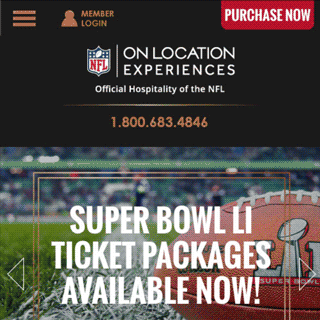 MEMBER
LOGIN
PURCHASE NOW
NFL
ON LOCATION
EXPERIENCES
Official Hospitality of the NFL
1.800.683.4846
SUPER BOWL LI
TICKET PACKAGES
AVAILABLE NOW!
LI
SUPER BOWL